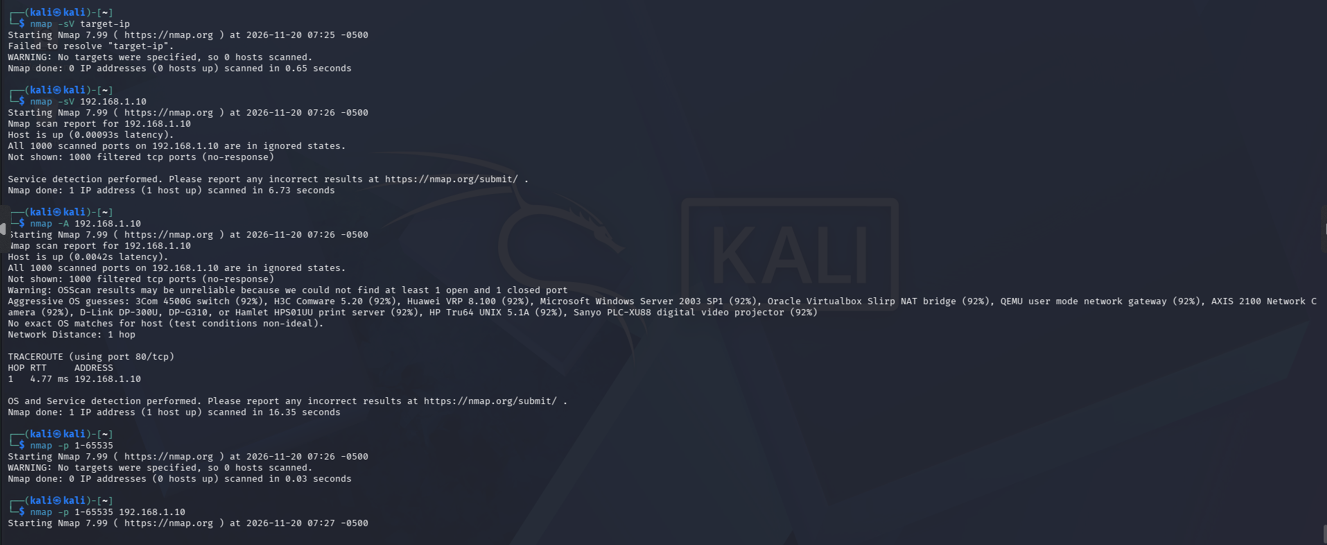 ┌──(kali㉿kali)-[~]
└─$ nmap -sV target-ip
Starting Nmap 7.99 ( https://nmap.org ) at 2026-11-20 07:25 -0500
Failed to resolve "target-ip".
WARNING: No targets were specified, so 0 hosts scanned.
Nmap done: 0 IP addresses (0 hosts up) scanned in 0.65 seconds
┌──(kali㉿kali)-[~]
└─$ nmap -sV 192.168.1.10
Starting Nmap 7.99 ( https://nmap.org ) at 2026-11-20 07:26 -0500
Nmap scan report for 192.168.1.10
Host is up (0.00093s latency).
All 1000 scanned ports on 192.168.1.10 are in ignored states.
Not shown: 1000 filtered tcp ports (no-response)
Service detection performed. Please report any incorrect results at https://nmap.org/submit/ .
Nmap done: 1 IP address (1 host up) scanned in 6.73 seconds
┌──(kali㉿kali)-[~]
└─$ nmap -A 192.168.1.10
Starting Nmap 7.99 ( https://nmap.org ) at 2026-11-20 07:26 -0500
Nmap scan report for 192.168.1.10
Host is up (0.0042s latency).
All 1000 scanned ports on 192.168.1.10 are in ignored states.
Not shown: 1000 filtered tcp ports (no-response)
Warning: OSScan results may be unreliable because we could not find at least 1 open and 1 closed port
Aggressive OS guesses: 3Com 4500G switch (92%), H3C Comware 5.20 (92%), Huawei VRP 8.100 (92%), Microsoft Windows Server 2003 SP1 (92%), Oracle Virtualbox Slirp NAT bridge (92%), QEMU user mode network gateway (92%), AXIS 2100 Network C
amera (92%), D-Link DP-300U, DP-G310, or Hamlet HPS01UU print server (92%), HP Tru64 UNIX 5.1A (92%), Sanyo PLC-XU88 digital video projector (92%)
No exact OS matches for host (test conditions non-ideal).
Network Distance: 1 hop
TRACEROUTE (using port 80/tcp)
HOP RTT     ADDRESS
1   4.77 ms 192.168.1.10
OS and Service detection performed. Please report any incorrect results at https://nmap.org/submit/ .
Nmap done: 1 IP address (1 host up) scanned in 16.35 seconds
┌──(kali㉿kali)-[~]
└─$ nmap -p 1-65535
Starting Nmap 7.99 ( https://nmap.org ) at 2026-11-20 07:26 -0500
WARNING: No targets were specified, so 0 hosts scanned.
Nmap done: 0 IP addresses (0 hosts up) scanned in 0.03 seconds
┌──(kali㉿kali)-[~]
└─$ nmap -p 1-65535 192.168.1.10
Starting Nmap 7.99 ( https://nmap.org ) at 2026-11-20 07:27 -0500
KALI